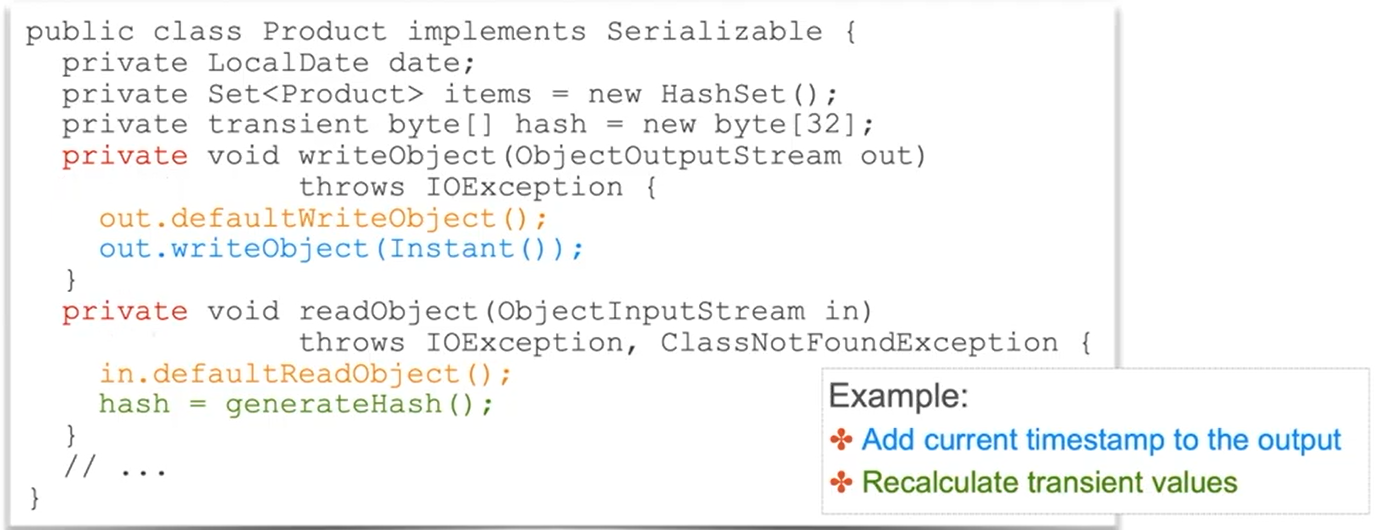 public class Product implements Serializable {
private LocalDate date;
private Set<Product> items = new HashSet();
private transient byte[] hash = new byte[32];
private void writeObject(ObjectOutputStream out)
throws IOException {
out.defaultWriteObject();
out.writeObject(Instant());
}
private void readObject(ObjectInputStream in)
throws IOException, ClassNotFoundException {
in.defaultReadObject();
hash = generateHash();
}
// ...
}
Example:
✤ Add current timestamp to the output
✤ Recalculate transient values